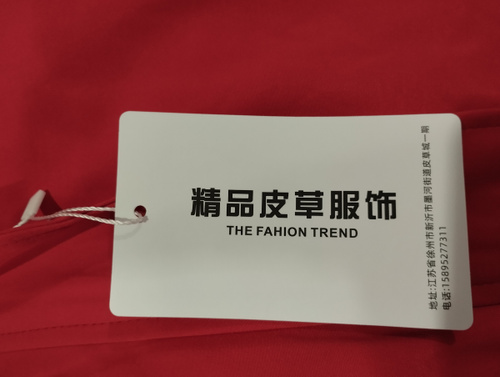 精品皮草服饰
THE FAHION TREND
地址:江苏省徐州市新沂市墨河街道皮草城一期
电话:15895277311